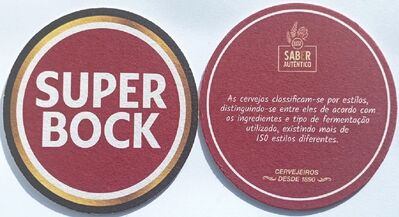 SUPER
BOCK
SABER
AUTÊNTICO
As cervejas classificam-se por estilos,
distinguindo-se entre eles de acordo com
os ingredientes e tipo de fermentação
utilizado, existindo mais de
150 estilos diferentes.
CERVEJEIROS
DESDE 1890